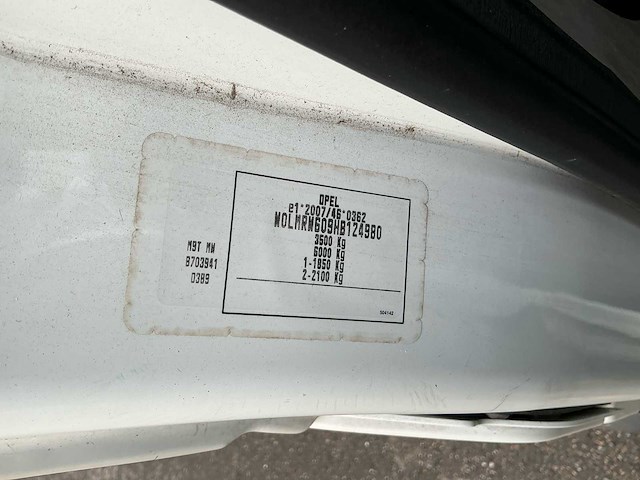 OPEL
e1*2007/46*0362
W0LMRN609HB124980
3500 Kg
6000 Kg
1-1850 Kg
2-2100 Kg
M9T MW
8703941
0389